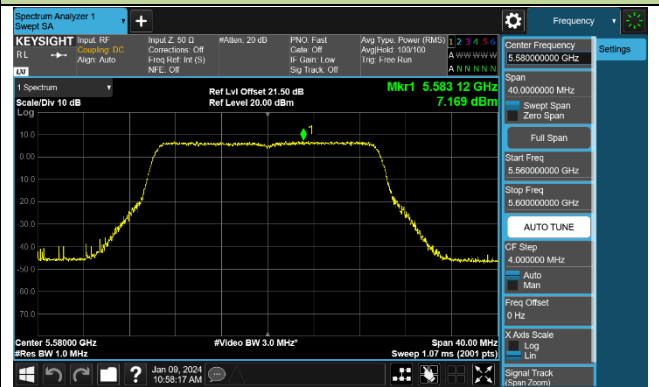 Spectrum Analyzer 1
Swept SA
+
Frequency
KEYSIGHT
RL
LXI
Input: RF
Coupling: DC
Align: Auto
Input Z: 50 Ω
Corrections: Off
Freq Ref: Int (S)
NFE: Off
#Atten: 20 dB
PNO: Fast
Gate: Off
IF Gain: Low
Sig Track: Off
Avg Type: Power (RMS)
Avg|Hold: 100/100
Trig: Free Run
1 2 3 4 5 6
A W W W W W
A N N N N N
1 Spectrum
Scale/Div 10 dB
Log
Ref Lvl Offset 21.50 dB
Ref Level 20.00 dBm
Mkr1 5.583 12 GHz
7.169 dBm
1
10.0
0.00
-10.0
-20.0
-30.0
-40.0
-50.0
-60.0
-70.0
Center 5.58000 GHz
#Res BW 1.0 MHz
#Video BW 3.0 MHz*
Span 40.00 MHz
Sweep 1.07 ms (2001 pts)
Center Frequency
5.580000000 GHz
Settings
Span
40.0000000 MHz
Swept Span
Zero Span
Full Span
Start Freq
5.560000000 GHz
Stop Freq
5.600000000 GHz
AUTO TUNE
CF Step
4.000000 MHz
Auto
Man
Freq Offset
0 Hz
X Axis Scale
Log
Lin
Signal Track
(Span Zoom)
?
Jan 09, 2024
10:58:17 AM